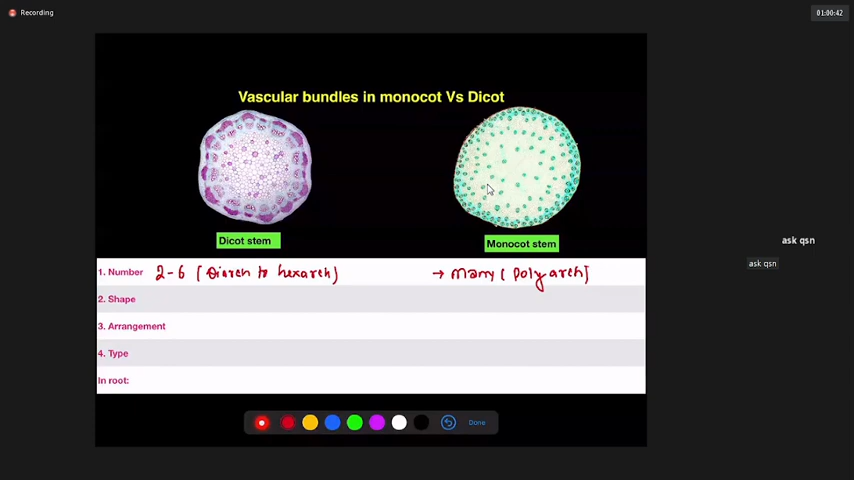 Recording
01:00:42
Vascular bundles in monocot Vs Dicot
Dicot stem
Monocot stem
ask qsn
ask qsn
1. Number 2-6 (Diarch to hexarch) → many (polyarch)
2. Shape
3. Arrangement
4. Type
In root:
Done